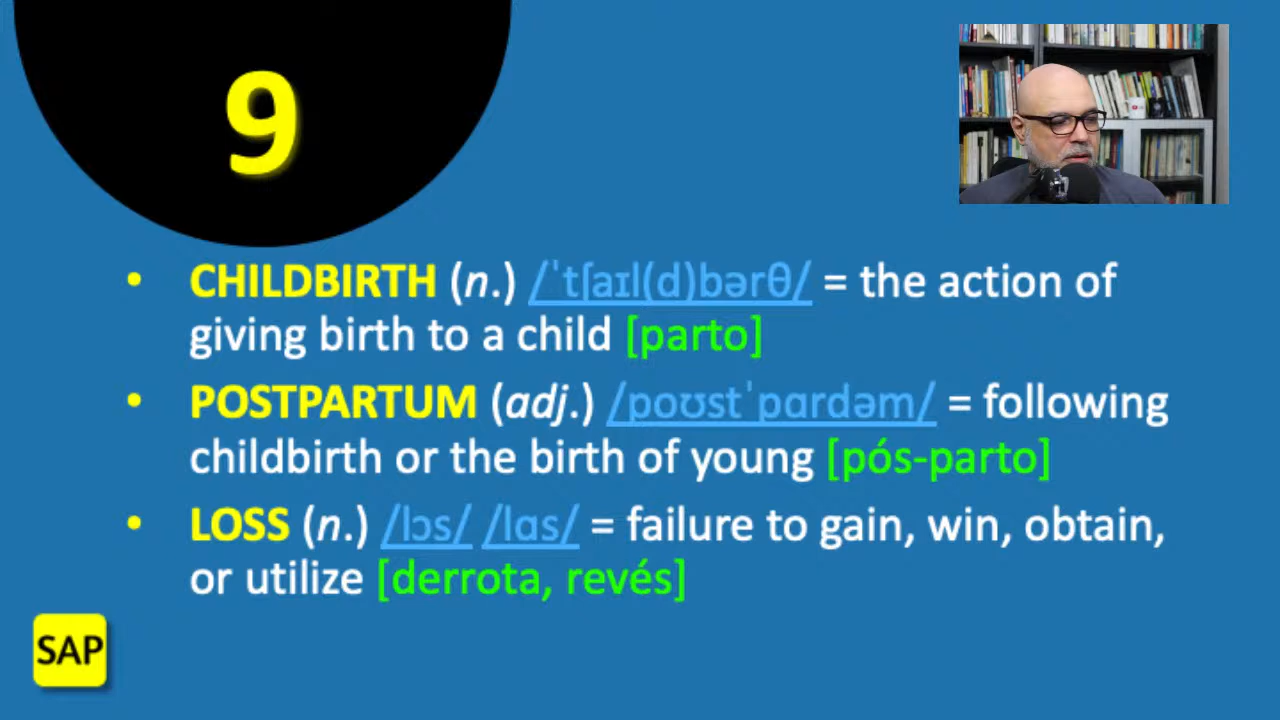 9
• CHILDBIRTH (n.) /ˈtʃaɪl(d)bərθ/ = the action of
giving birth to a child [parto]
• POSTPARTUM (adj.) /poʊstˈpɑrdəm/ = following
childbirth or the birth of young [pós-parto]
• LOSS (n.) /lɔs/ /lɑs/ = failure to gain, win, obtain,
or utilize [derrota, revés]
SAP